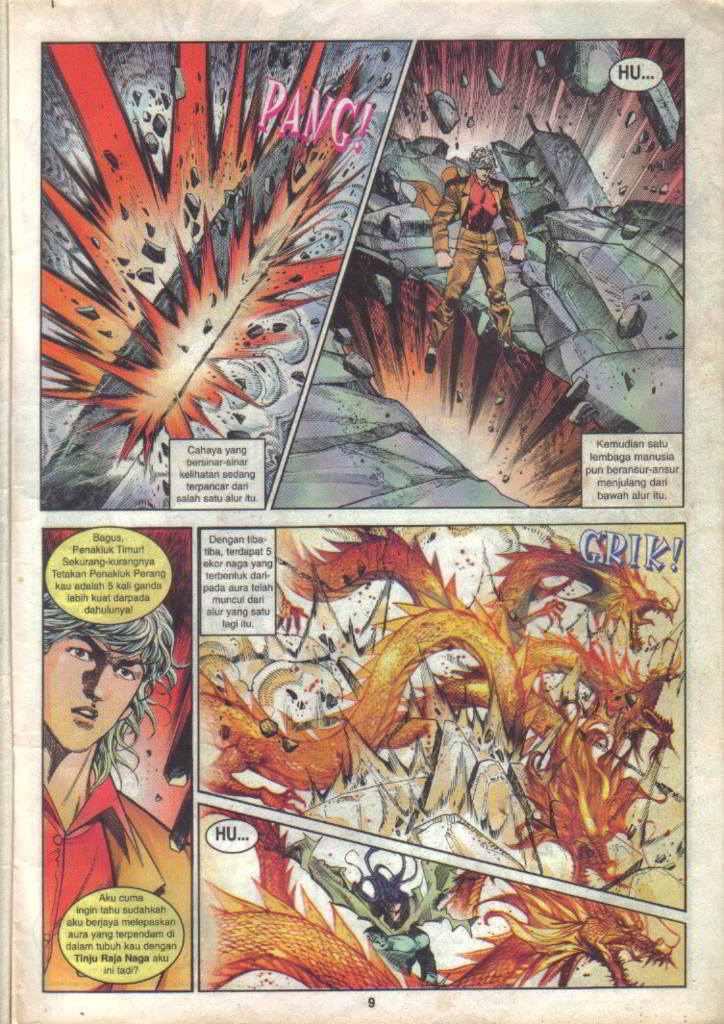 PANG!
HU...
Cahaya yang
bersinar-sinar
kelihatan sedang
terpancar dari
salah satu alur itu.
Kemudian satu
lembaga manusia
pun beransur-ansur
menjulang dari
bawah alur itu.
Bagus,
Penakluk Timur!
Sekurang-kurangnya
Tetakan Penakluk Perang
kau adalah 5 kali ganda
lebih kuat darpada
dahulunya!
Dengan tiba-
tiba, terdapat 5
ekor naga yang
terbentuk dari-
pada aura telah
muncul dari
alur yang satu
lagi itu.
GRIK!
Aku cuma
ingin tahu sudahkah
aku berjaya melepaskan
aura yang terpendam di
dalam tubuh kau dengan
Tinju Raja Naga aku
ini tadi?
HU...
9